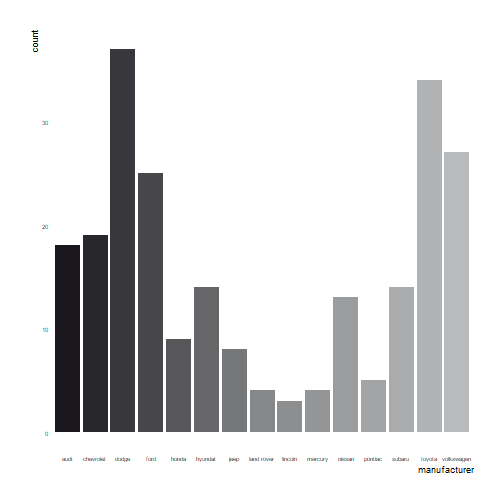 count
30
20
10
0
audi chevrolet dodge ford honda hyundai jeep land rover lincoln mercury nissan pontiac subaru toyota volkswagen
manufacturer